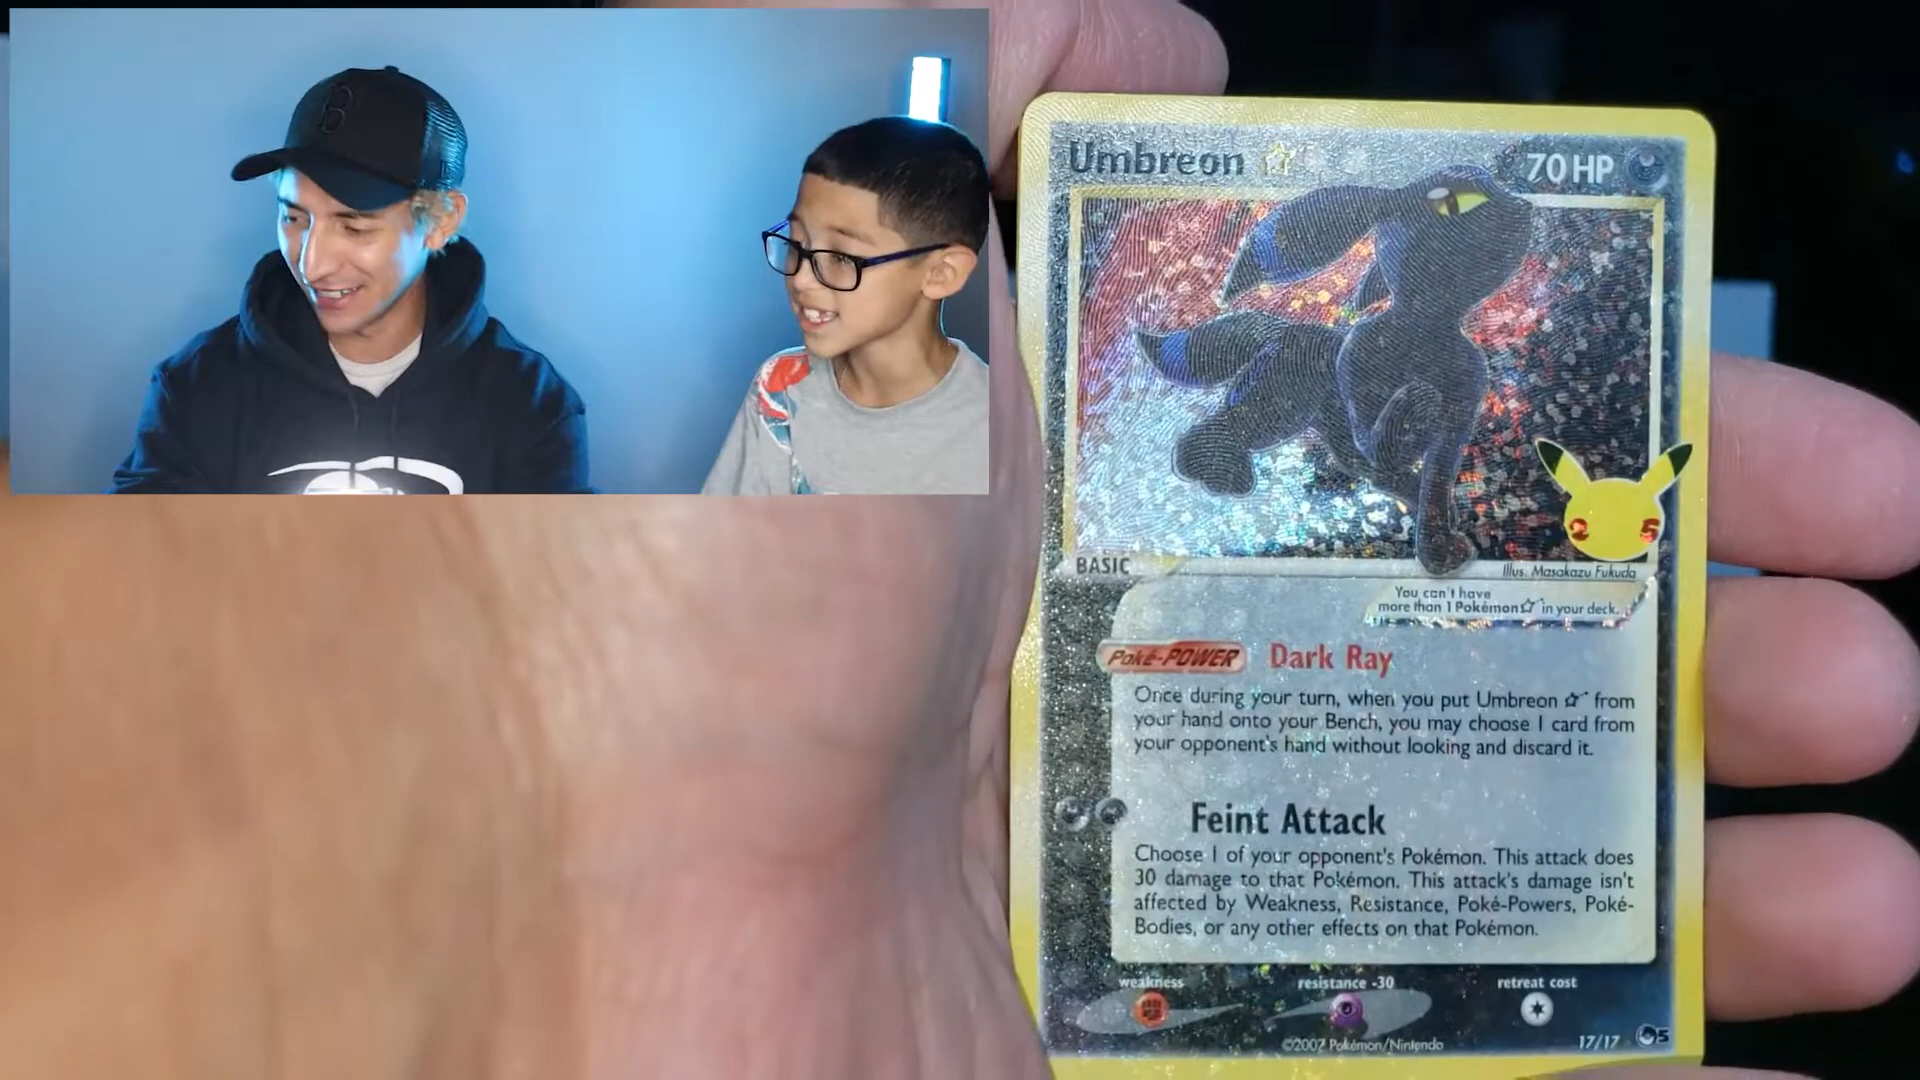 B
Umbreon ☆
70 HP
2 5
BASIC
Illus. Masakazu Fukuda
You can't have
more than 1 Pokémon☆ in your deck.
Poké-POWER Dark Ray
Once during your turn, when you put Umbreon ☆ from
your hand onto your Bench, you may choose 1 card from
your opponent's hand without looking and discard it.
Feint Attack
Choose 1 of your opponent's Pokémon. This attack does
30 damage to that Pokémon. This attack's damage isn't
affected by Weakness, Resistance, Poké-Powers, Poké-
Bodies, or any other effects on that Pokémon.
weakness
resistance -30
retreat cost
17/17 5
©2007 Pokémon/Nintendo